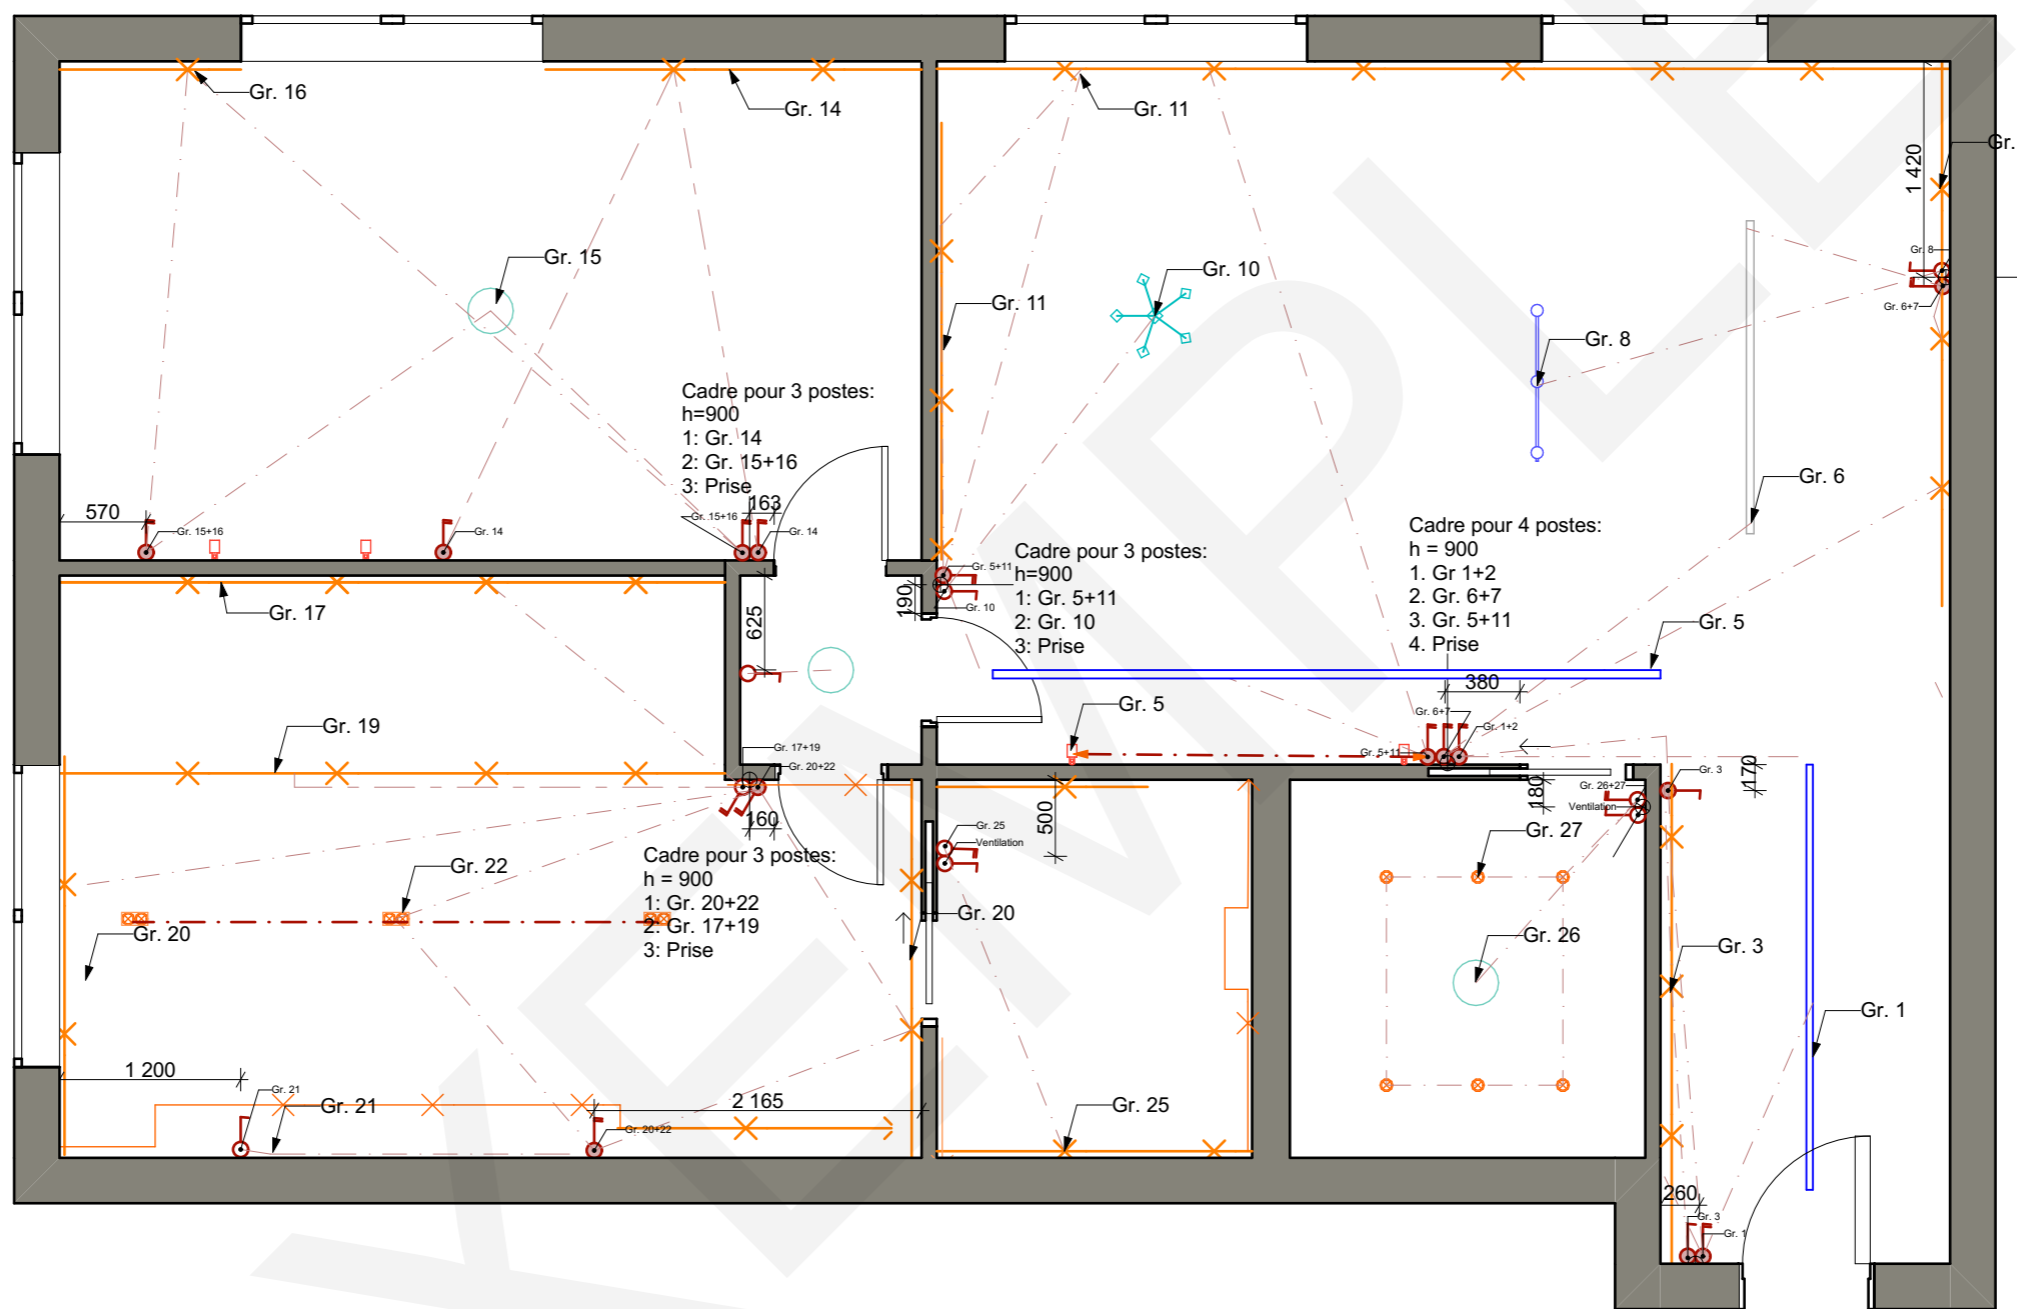 Gr. 16
Gr. 14
Gr. 11
Gr.
1 420
Gr. 15
Gr. 10
Gr. 11
Gr. 8
Gr. 8
Gr. 6+7
Gr. 6
Cadre pour 3 postes:
h=900
1: Gr. 14
2: Gr. 15+16
3: Prise
163
570
Gr. 15+16
Gr. 14
Gr. 15+16
Gr. 14
Cadre pour 3 postes:
h=900
1: Gr. 5+11
2: Gr. 10
3: Prise
Cadre pour 4 postes:
h = 900
1. Gr 1+2
2. Gr. 6+7
3. Gr. 5+11
4. Prise
Gr. 5+11
Gr. 10
190
625
Gr. 17
Gr. 5
380
Gr. 19
Gr. 5
Gr. 6+7
Gr. 1+2
Gr. 5+11
Gr. 17+19
Gr. 20+22
160
Cadre pour 3 postes:
h = 900
1: Gr. 20+22
2: Gr. 17+19
3: Prise
500
Gr. 25
Ventilation
180
Gr. 26+27
Ventilation
Gr. 3
170
Gr. 27
Gr. 22
Gr. 20
Gr. 20
Gr. 26
Gr. 3
Gr. 1
1 200
Gr. 21
Gr. 21
2 165
Gr. 20+22
Gr. 25
260
Gr. 3
Gr. 1
EXEMPLE